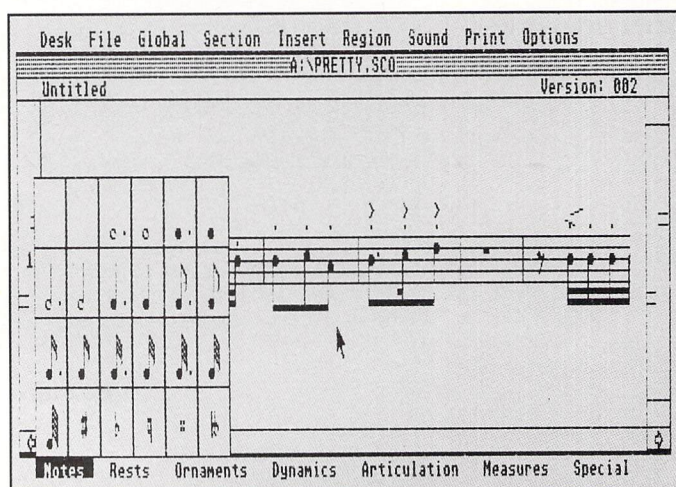 Desk File Global Section Insert Region Sound Print Options
A:\PRETTY.SCO
Untitled Version: 002
1
Notes Rests Ornaments Dynamics Articulation Measures Special